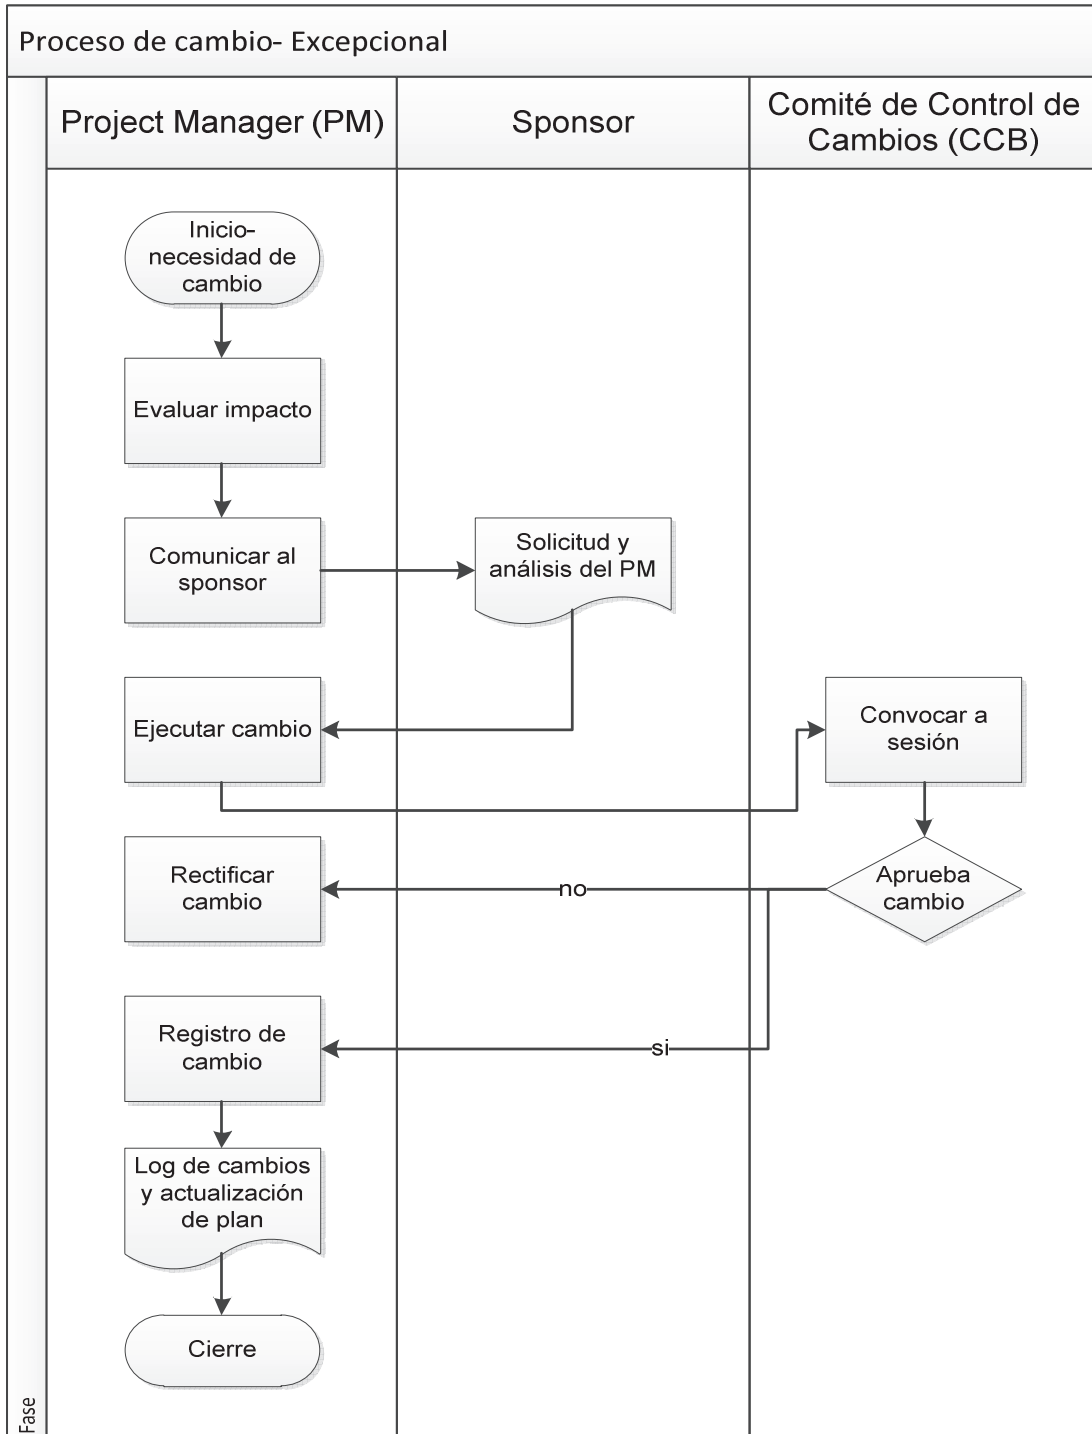 Proceso de cambio- Excepcional
Project Manager (PM)
Sponsor
Comité de Control de
Cambios (CCB)
Inicio-
necesidad de
cambio
Evaluar impacto
Comunicar al
sponsor
Solicitud y
análisis del PM
Ejecutar cambio
Convocar a
sesión
Rectificar
cambio
no
Aprueba
cambio
Registro de
cambio
si
Log de cambios
y actualización
de plan
Cierre
Fase